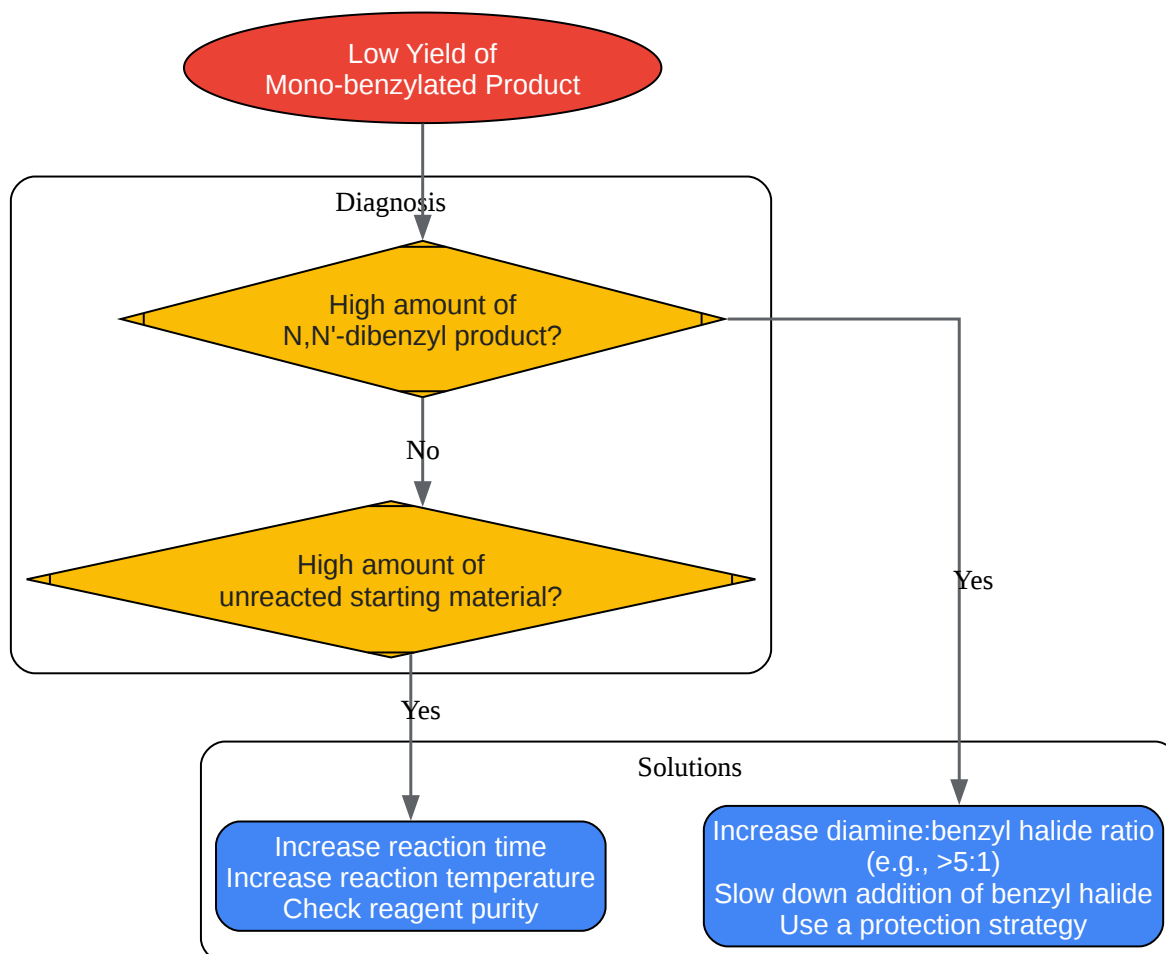 Low Yield of
Mono-benzylated Product
Diagnosis
High amount of
N,N'-dibenzyl product?
No
High amount of
unreacted starting material?
Yes
Yes
Solutions
Increase reaction time
Increase reaction temperature
Check reagent purity
Increase diamine:benzyl halide ratio
(e.g., >5:1)
Slow down addition of benzyl halide
Use a protection strategy